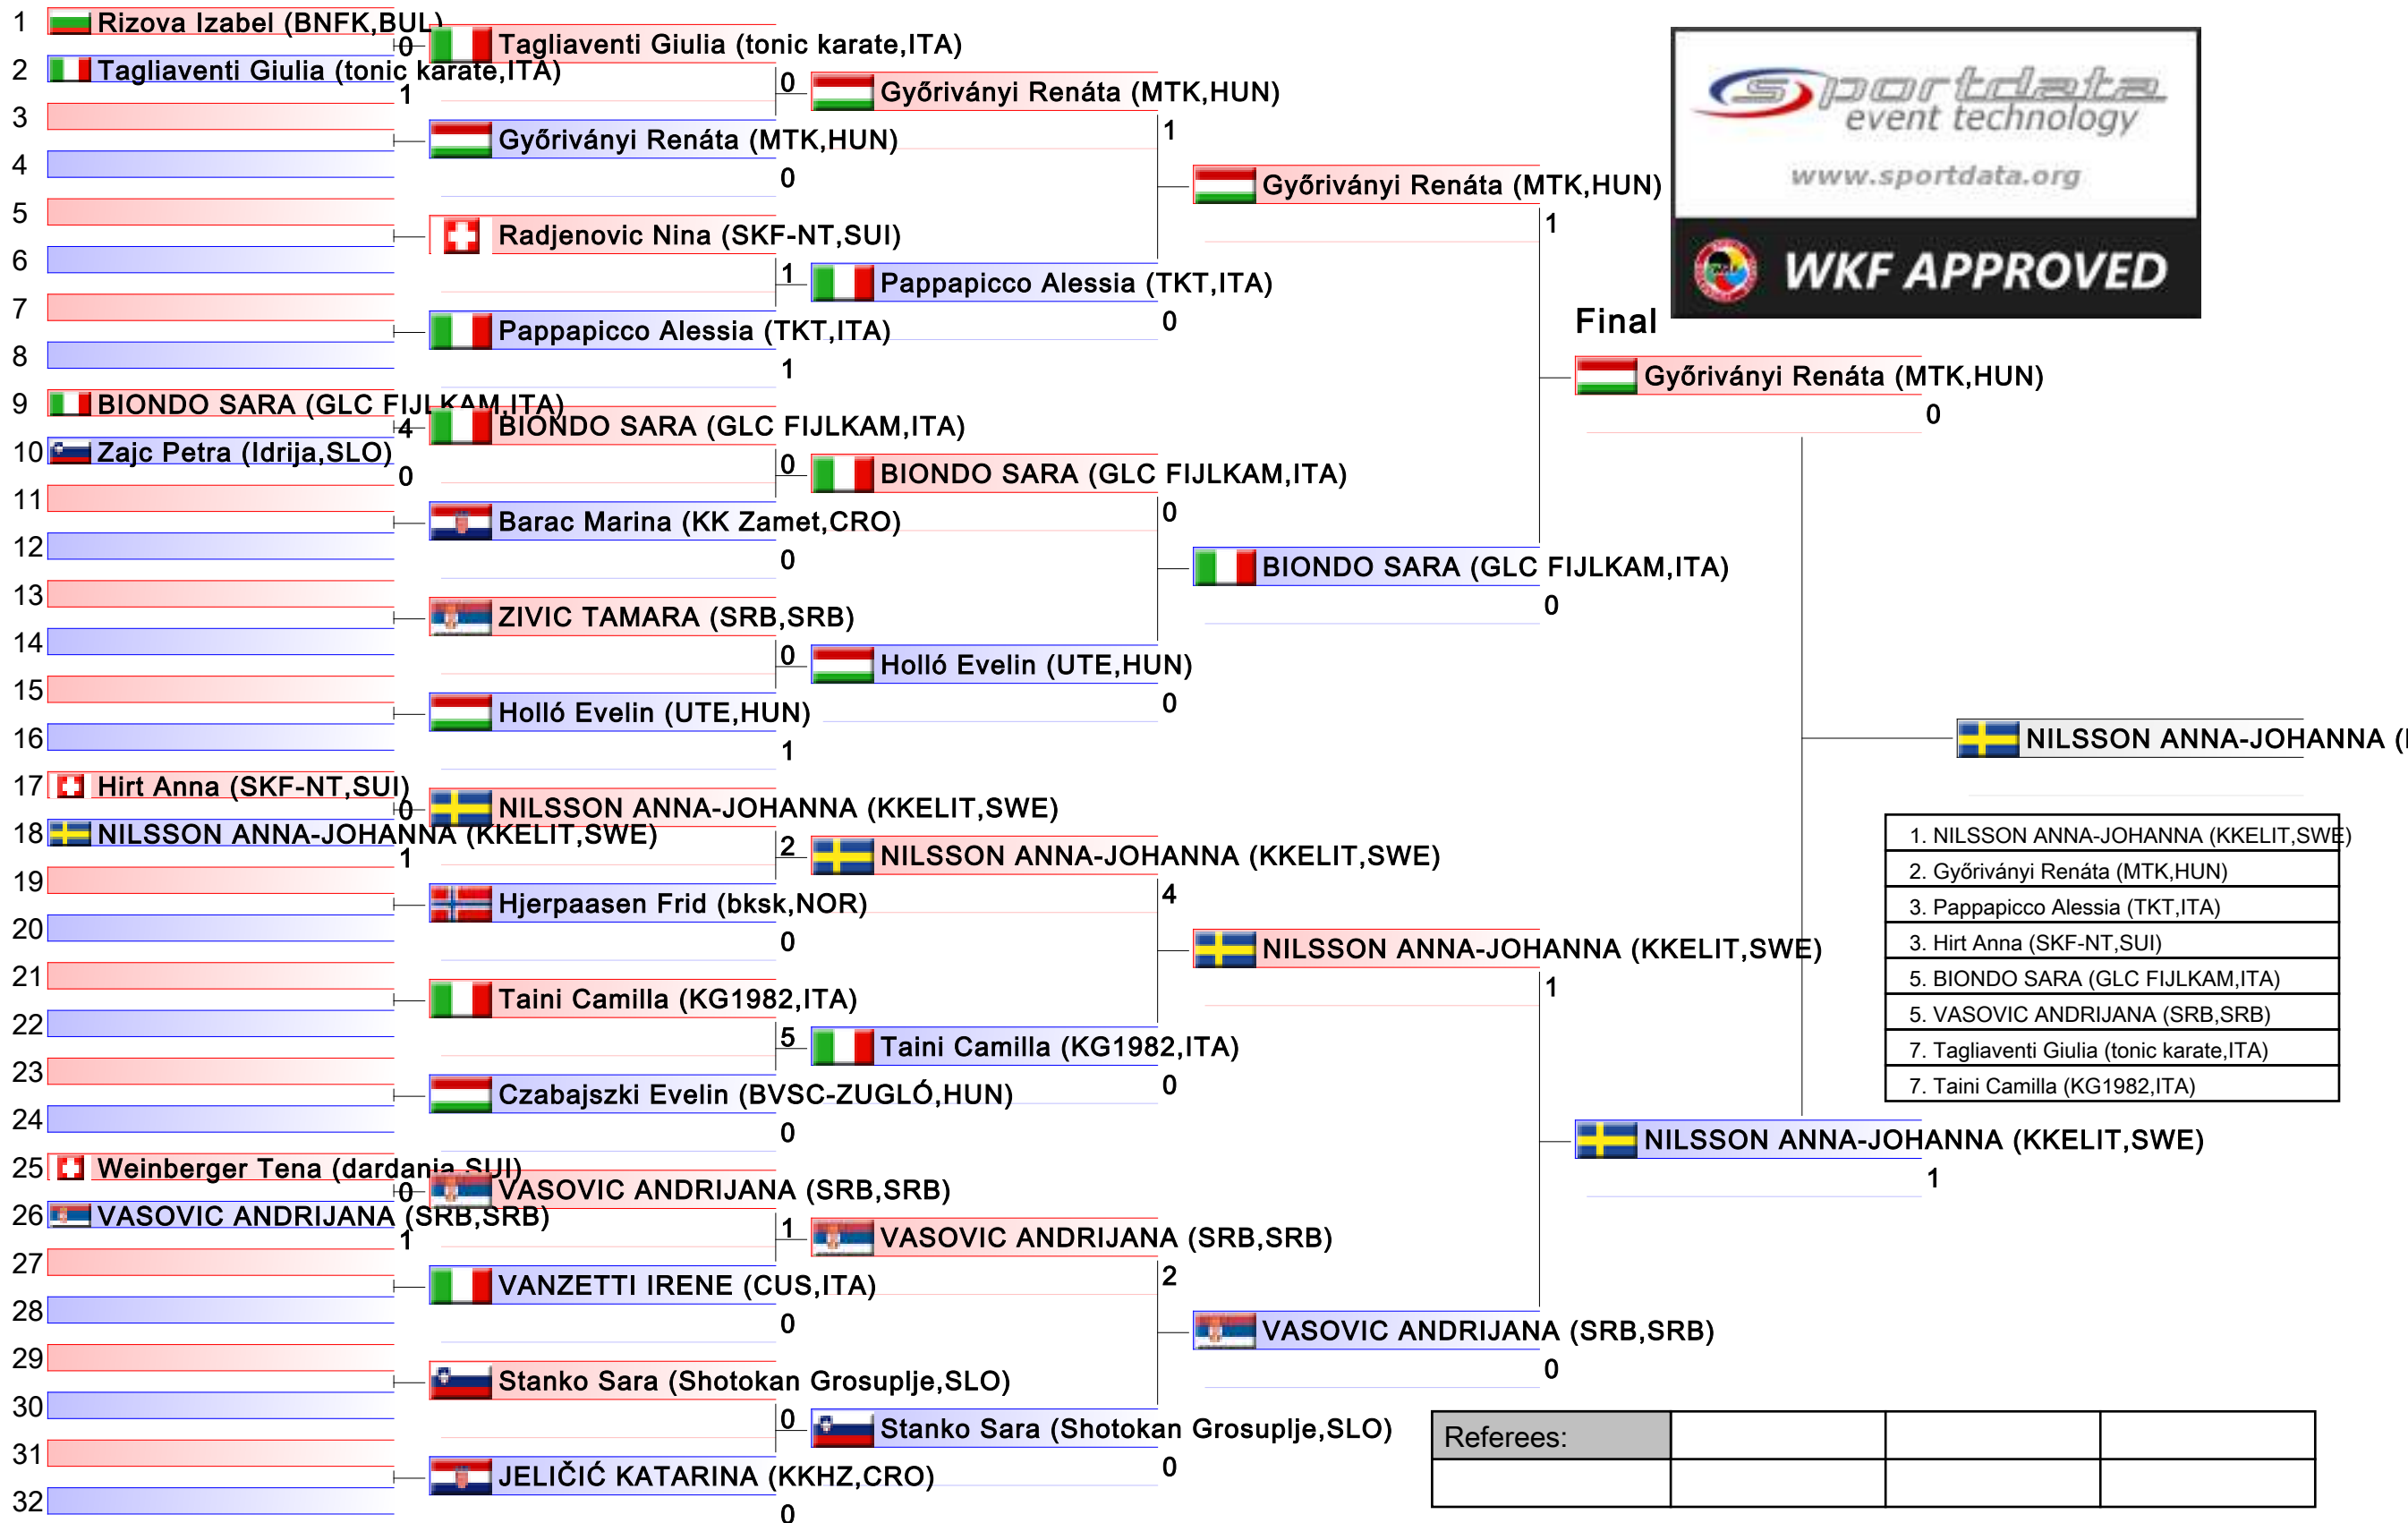 1 Rizova Izabel (BNFK,BUL)
0
2 Tagliaventi Giulia (tonic karate,ITA)
1
3
4
5
6
7
8
9 BIONDO SARA (GLC FIJLKAM,ITA)
4
10 Zajc Petra (Idrija,SLO)
0
11
12
13
14
15
16
17 Hirt Anna (SKF-NT,SUI)
0
18 NILSSON ANNA-JOHANNA (KKELIT,SWE)
1
19
20
21
22
23
24
25 Weinberger Tena (dardania,SUI)
0
26 VASOVIC ANDRIJANA (SRB,SRB)
1
27
28
29
30
31
32
Tagliaventi Giulia (tonic karate,ITA)
0
Győriványi Renáta (MTK,HUN)
0
Radjenovic Nina (SKF-NT,SUI)
1
Pappapicco Alessia (TKT,ITA)
1
BIONDO SARA (GLC FIJLKAM,ITA)
0
Barac Marina (KK Zamet,CRO)
0
ZIVIC TAMARA (SRB,SRB)
0
Holló Evelin (UTE,HUN)
1
NILSSON ANNA-JOHANNA (KKELIT,SWE)
2
Hjerpaasen Frid (bksk,NOR)
0
Taini Camilla (KG1982,ITA)
5
Czabajszki Evelin (BVSC-ZUGLÓ,HUN)
0
VASOVIC ANDRIJANA (SRB,SRB)
1
VANZETTI IRENE (CUS,ITA)
0
Stanko Sara (Shotokan Grosuplje,SLO)
0
JELIČIĆ KATARINA (KKHZ,CRO)
0
Győriványi Renáta (MTK,HUN)
1
Pappapicco Alessia (TKT,ITA)
0
BIONDO SARA (GLC FIJLKAM,ITA)
0
Holló Evelin (UTE,HUN)
0
NILSSON ANNA-JOHANNA (KKELIT,SWE)
4
Taini Camilla (KG1982,ITA)
0
VASOVIC ANDRIJANA (SRB,SRB)
2
Stanko Sara (Shotokan Grosuplje,SLO)
0
Győriványi Renáta (MTK,HUN)
1
BIONDO SARA (GLC FIJLKAM,ITA)
0
NILSSON ANNA-JOHANNA (KKELIT,SWE)
1
VASOVIC ANDRIJANA (SRB,SRB)
0
sportdata
event technology
www.sportdata.org
WKF APPROVED
Final
Győriványi Renáta (MTK,HUN)
0
NILSSON ANNA-JOHANNA (KKELIT,SWE)
1
NILSSON ANNA-JOHANNA (
1. NILSSON ANNA-JOHANNA (KKELIT,SWE)
2. Győriványi Renáta (MTK,HUN)
3. Pappapicco Alessia (TKT,ITA)
3. Hirt Anna (SKF-NT,SUI)
5. BIONDO SARA (GLC FIJLKAM,ITA)
5. VASOVIC ANDRIJANA (SRB,SRB)
7. Tagliaventi Giulia (tonic karate,ITA)
7. Taini Camilla (KG1982,ITA)
Referees: